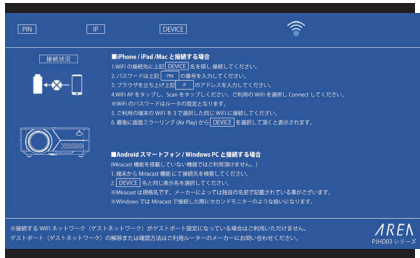 PIN IP DEVICE
接続状況
■iPhone / iPad /Mac と接続する場合
1.WiFi の接続先に上記 DEVICE 名を探し 接続してください。
2. パスワードは上記 PIN の番号を入力してください。
3. ブラウザを立ち上げ上記 IP のアドレスを入力してください。
4.WiFi AP をタップし、Scan をタップしてください。ご利用の WiFi を選択し Connect してください。
※WiFi のパスワードはルータの設定となります。
5. ご利用の端末の WiFi を 3 で選択した同じ WiFi に接続してください。
6. 最後に画面ミラーリング (Air Play) から DEVICE を選択して頂くと表示されます。
■Android スマートフォン / Windows PC と接続する場合
(Miracast 機能を搭載していない機種ではご利用頂けません。)
1. 端末から Miracast 機能 にて接続先を検索してください。
2. DEVICE 名と同じ表示名を選択してください。
※Miracast は規格名です。メーカーによっては独自の名前で記載されている事がございます。
※Windows では Miracast で接続した際にセカンドモニターのような扱いになります。
※接続する WiFi ネットワーク（ゲストネットワーク）がゲストポート設定になっている場合はご利用いただけません。
ゲストポート（ゲストネットワーク）の解除または確認方法はご利用ルーターのメーカーにお問い合わせください。
AREA
PJHD03 シリーズ